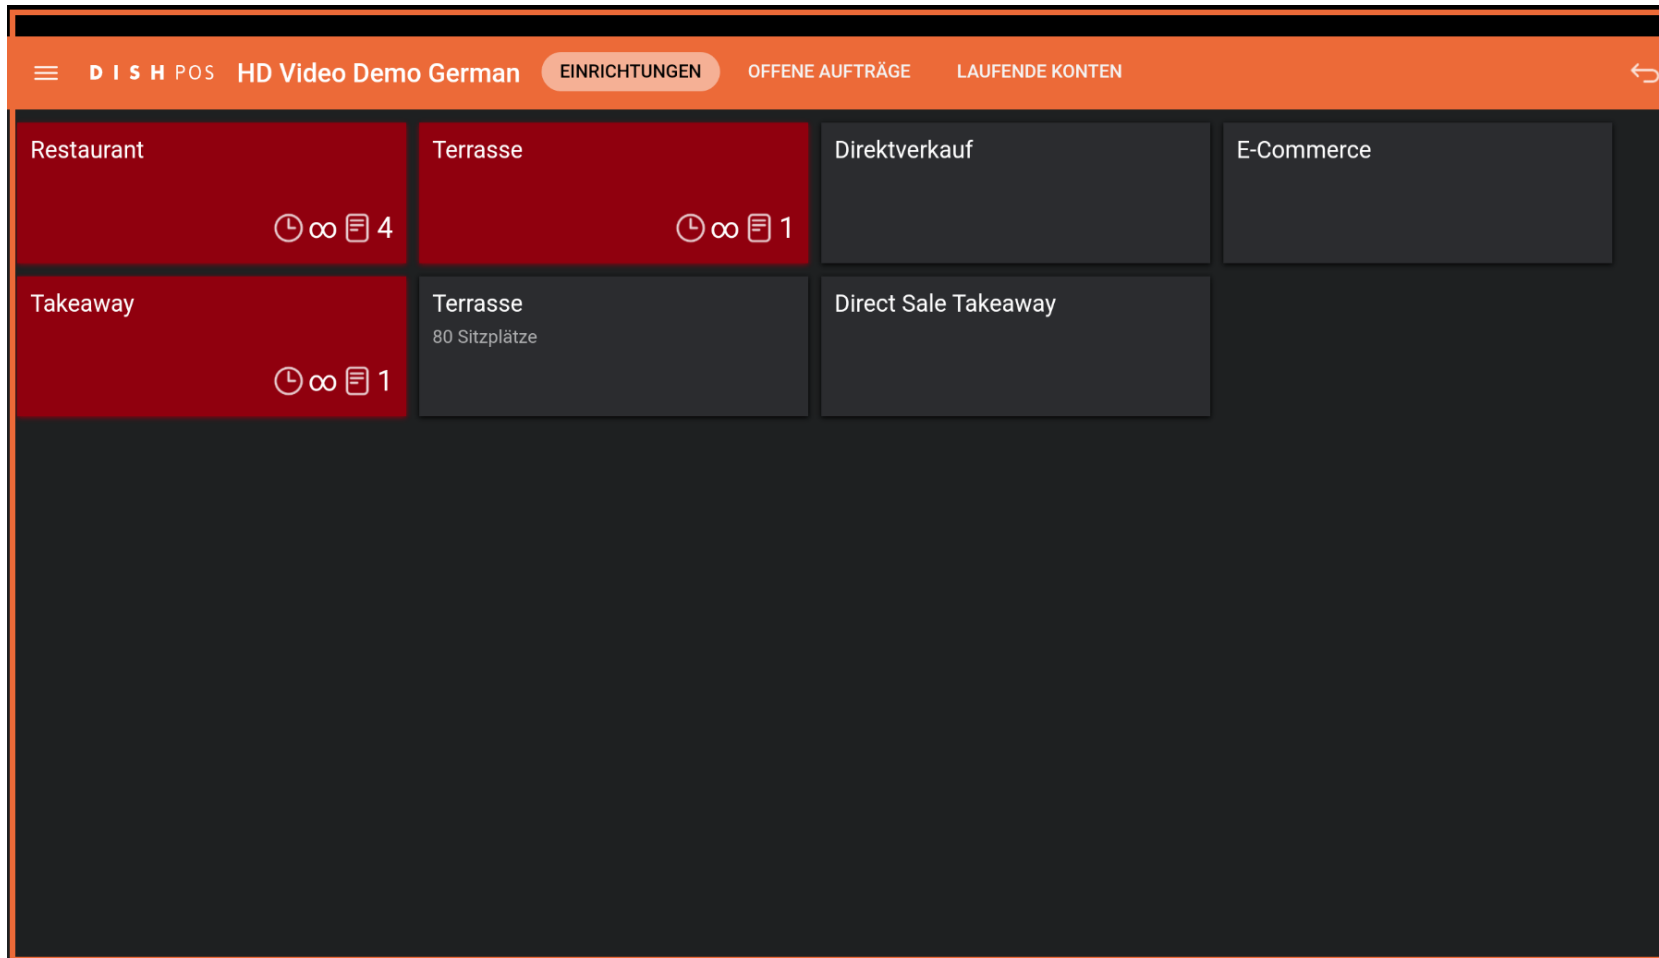 DISH POS HD Video Demo German EINRICHTUNGEN OFFENE AUFTRÄGE LAUFENDE KONTEN
Restaurant
∞ 4
Terrasse
∞ 1
Direktverkauf
E-Commerce
Takeaway
∞ 1
Terrasse
80 Sitzplätze
Direct Sale Takeaway